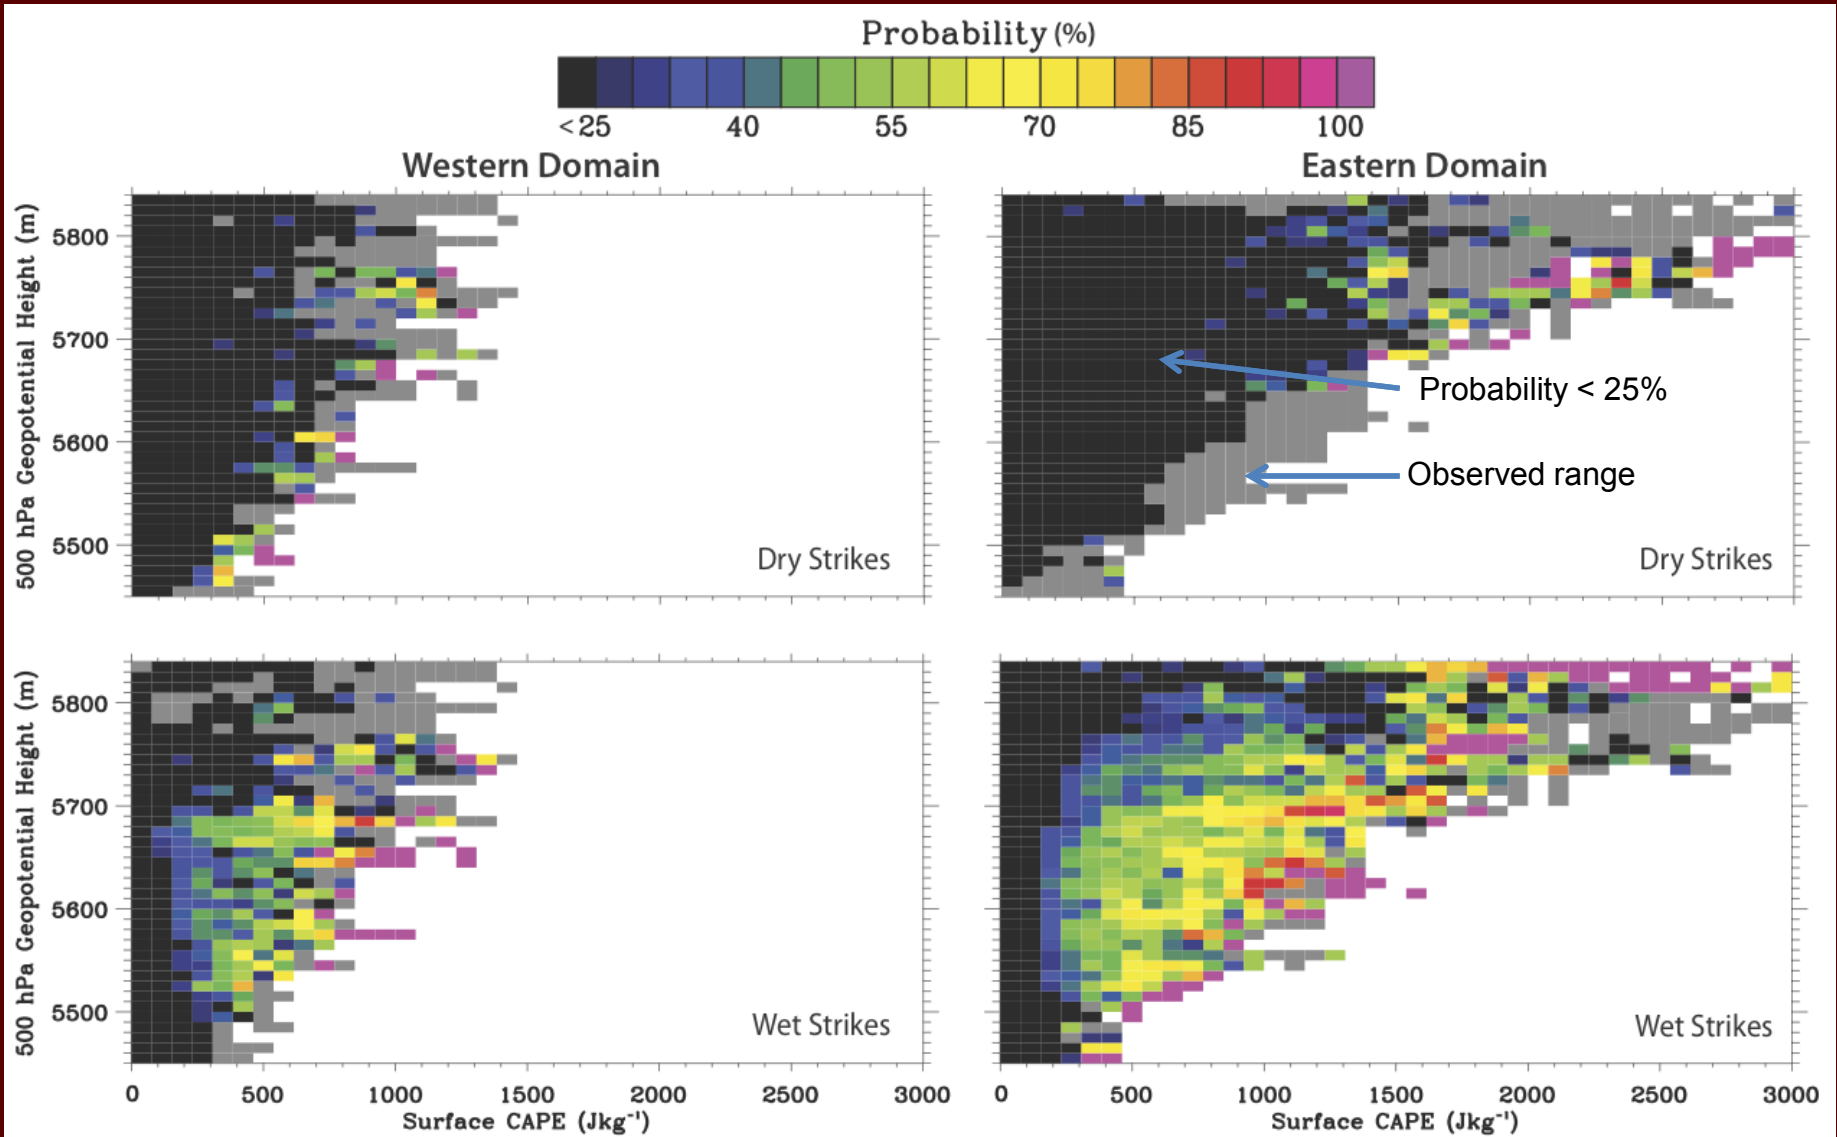 Probability (%)
<25 40 55 70 85 100
Western Domain Eastern Domain
500 hPa Geopotential Height (m)
5800
5700
5600
5500
Dry Strikes
Probability < 25%
Observed range
Dry Strikes
500 hPa Geopotential Height (m)
5800
5700
5600
5500
Wet Strikes
Wet Strikes
0 500 1000 1500 2000 2500 3000
Surface CAPE (Jkg⁻¹)
0 500 1000 1500 2000 2500 3000
Surface CAPE (Jkg⁻¹)